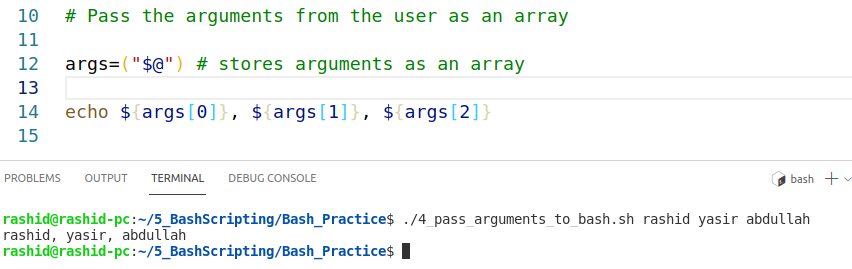 10 # Pass the arguments from the user as an array
11
12 args=("$@") # stores arguments as an array
13
14 echo ${args[0]}, ${args[1]}, ${args[2]}
15
PROBLEMS OUTPUT TERMINAL DEBUG CONSOLE bash
rashid@rashid-pc:~/5_BashScripting/Bash_Practice$ ./4_pass_arguments_to_bash.sh rashid yasir abdullah
rashid, yasir, abdullah
rashid@rashid-pc:~/5_BashScripting/Bash_Practice$